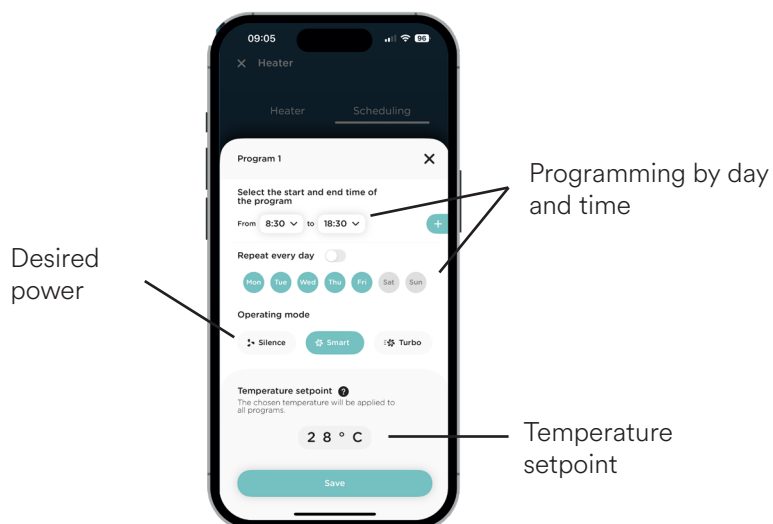 09:05
96
× Heater
Heater Scheduling
Program 1
Select the start and end time of
the program
From 8:30 to 18:30
+
Repeat every day
Mon Tue Wed Thu Fri Sat Sun
Operating mode
Silence Smart Turbo
Temperature setpoint ?
The chosen temperature will be applied to
all programs.
28°C
Save
Programming by day
and time
Desired
power
Temperature
setpoint